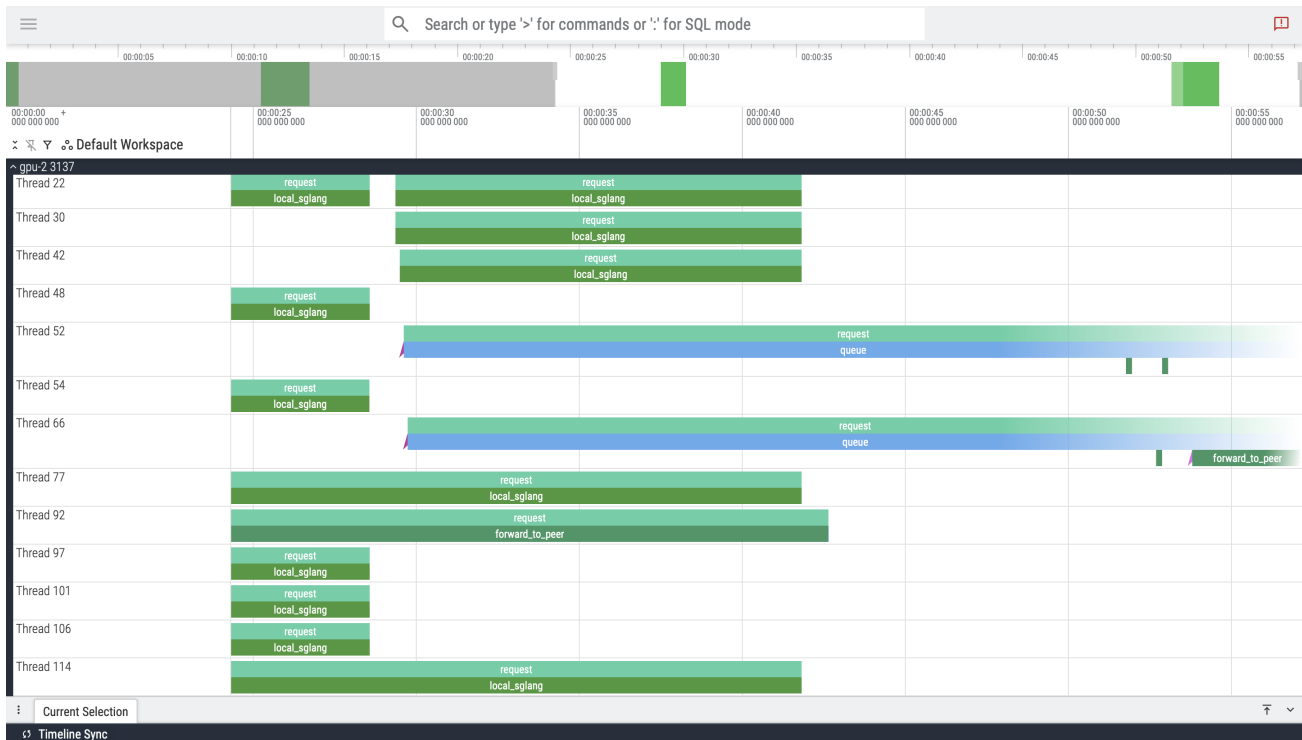 Search or type '>' for commands or ':' for SQL mode
00:00:05 00:00:10 00:00:15 00:00:20 00:00:25 00:00:30 00:00:35 00:00:40 00:00:45 00:00:50 00:00:55
00:00:00 + 00:00:25 00:00:30 00:00:35 00:00:40 00:00:45 00:00:50 00:00:55
000 000 000 000 000 000 000 000 000 000 000 000 000 000 000 000 000 000 000 000 000 000 000 000
Default Workspace
gpu-2 3137
Thread 22 request request
local_sglang local_sglang
Thread 30 request
local_sglang
Thread 42 request
local_sglang
Thread 48 request
local_sglang
Thread 52 request
queue
Thread 54 request
local_sglang
Thread 66 request
queue
forward_to_peer
Thread 77 request
local_sglang
Thread 92 request
forward_to_peer
Thread 97 request
local_sglang
Thread 101 request
local_sglang
Thread 106 request
local_sglang
Thread 114 request
local_sglang
Current Selection
Timeline Sync